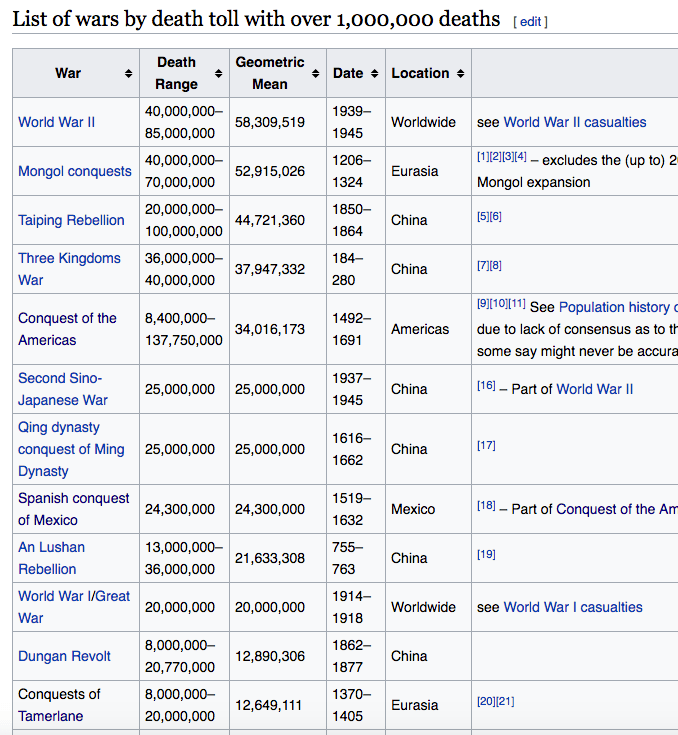 List of wars by death toll with over 1,000,000 deaths [ edit ]
War Death Range Geometric Mean Date Location
World War II 40,000,000– 85,000,000 58,309,519 1939– 1945 Worldwide see World War II casualties
Mongol conquests 40,000,000– 70,000,000 52,915,026 1206– 1324 Eurasia [1][2][3][4] – excludes the (up to) 2 Mongol expansion
Taiping Rebellion 20,000,000– 100,000,000 44,721,360 1850– 1864 China [5][6]
Three Kingdoms War 36,000,000– 40,000,000 37,947,332 184– 280 China [7][8]
Conquest of the Americas 8,400,000– 137,750,000 34,016,173 1492– 1691 Americas [9][10][11] See Population history due to lack of consensus as to some say might never be accura
Second Sino- Japanese War 25,000,000 25,000,000 1937– 1945 China [16] – Part of World War II
Qing dynasty conquest of Ming Dynasty 25,000,000 25,000,000 1616– 1662 China [17]
Spanish conquest of Mexico 24,300,000 24,300,000 1519– 1632 Mexico [18] – Part of Conquest of the Am
An Lushan Rebellion 13,000,000– 36,000,000 21,633,308 755– 763 China [19]
World War I/Great War 20,000,000 20,000,000 1914– 1918 Worldwide see World War I casualties
Dungan Revolt 8,000,000– 20,770,000 12,890,306 1862– 1877 China
Conquests of Tamerlane 8,000,000– 20,000,000 12,649,111 1370– 1405 Eurasia [20][21]